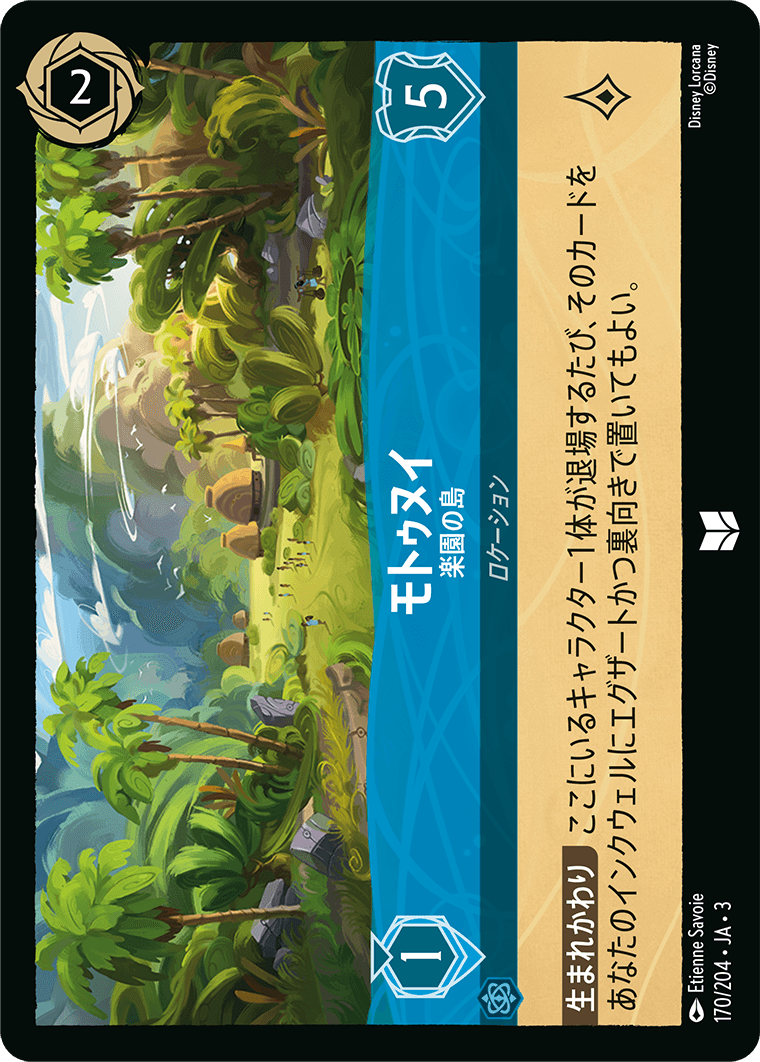 2
5
モトゥヌイ
楽園の島
1
ロケーション
生まれかわり ここにいるキャラクター1体が退場するたび、そのカードを
あなたのインクウェルにエグザートかつ裏向きで置いてもよい。
Etienne Savoie
170/204・JA・3
Disney Lorcana
©Disney